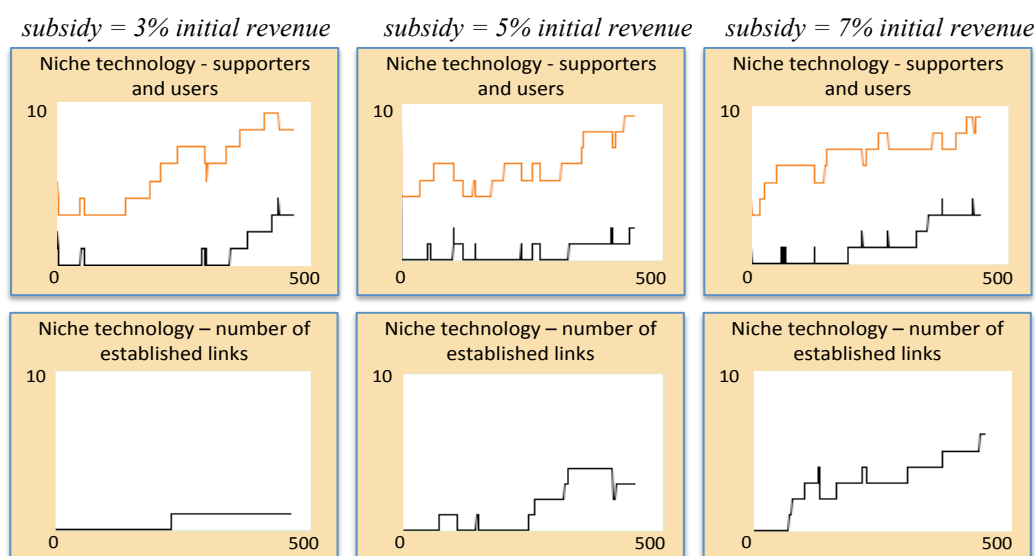 subsidy = 3% initial revenue
subsidy = 5% initial revenue
subsidy = 7% initial revenue
Niche technology - supporters
and users
10
0
500
Niche technology - supporters
and users
10
0
500
Niche technology - supporters
and users
10
0
500
Niche technology – number of
established links
10
0
500
Niche technology – number of
established links
10
0
500
Niche technology – number of
established links
10
0
500